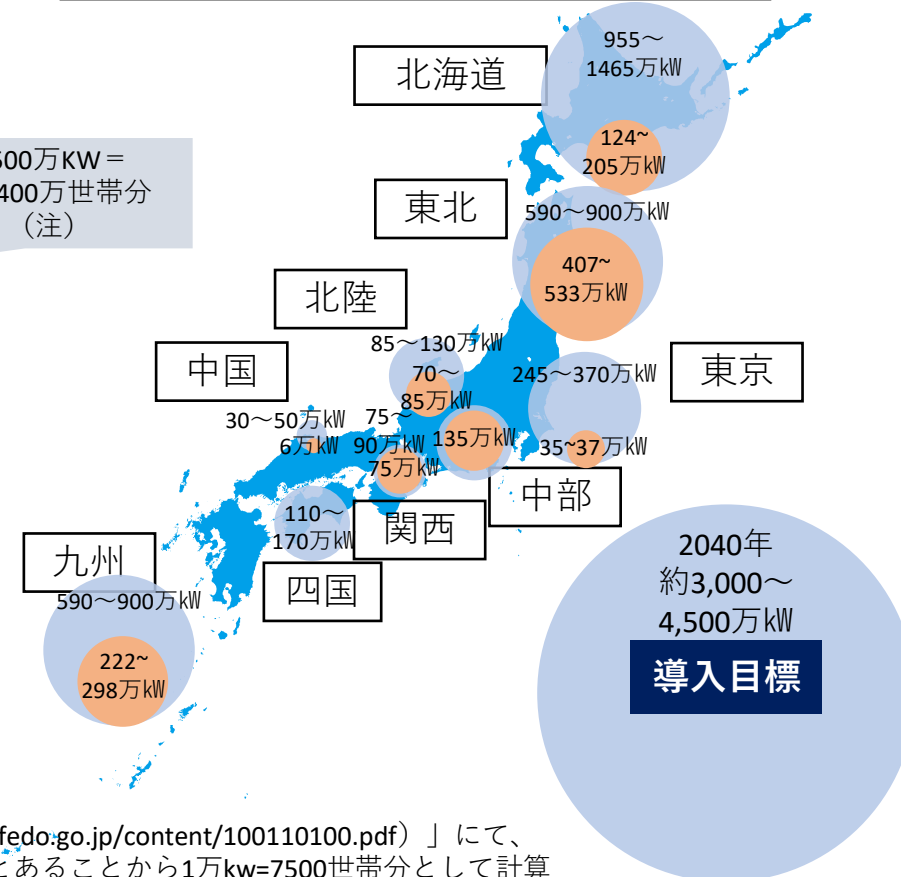 955～
1465万㎾
北海道
124~
205万㎾
500万KW＝
400万世帯分
（注）
東北
590～900万㎾
407~
533万㎾
北陸
85～130万㎾
中国
70～
85万㎾
245～370万㎾
東京
30～50万㎾
6万㎾
75～
90万㎾
75万㎾
135万㎾
35~37万㎾
中部
110～
170万㎾
関西
九州
四国
590～900万㎾
222~
298万㎾
2040年
約3,000～
4,500万㎾
導入目標
fedo.go.jp/content/100110100.pdf）」にて、
とあることから1万kw=7500世帯分として計算